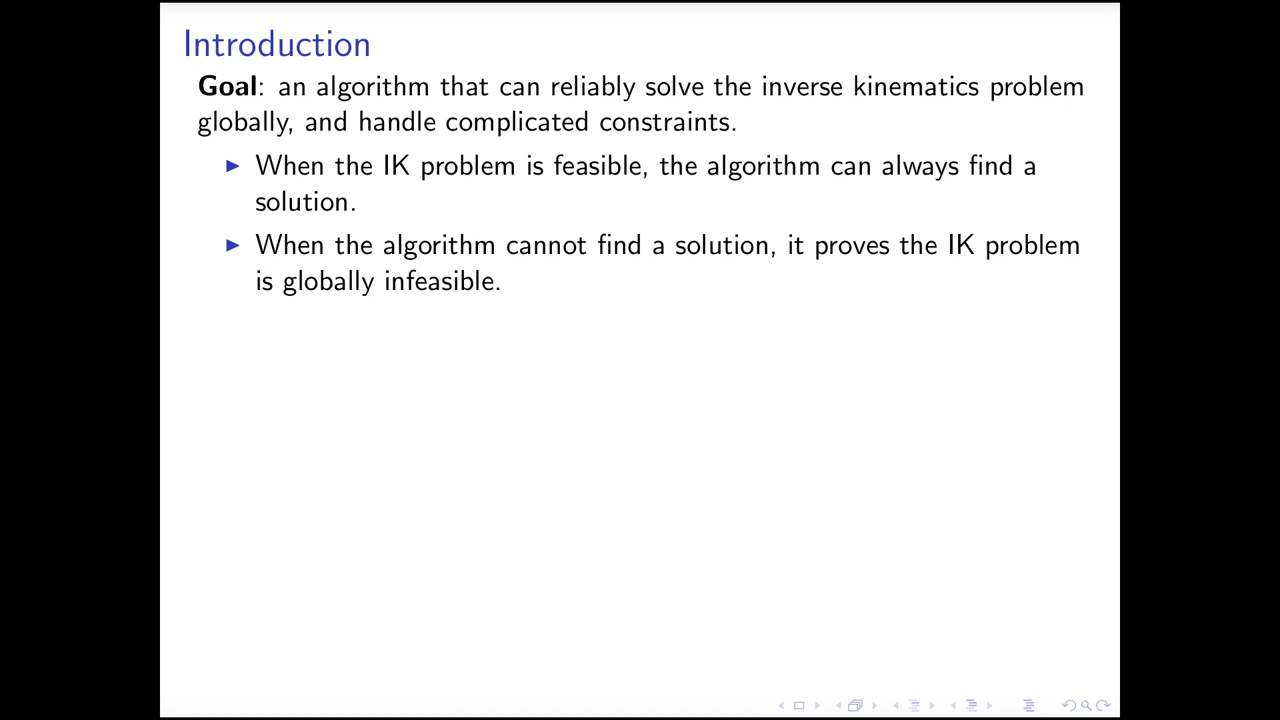 Introduction
Goal: an algorithm that can reliably solve the inverse kinematics problem
globally, and handle complicated constraints.
When the IK problem is feasible, the algorithm can always find a
solution.
When the algorithm cannot find a solution, it proves the IK problem
is globally infeasible.